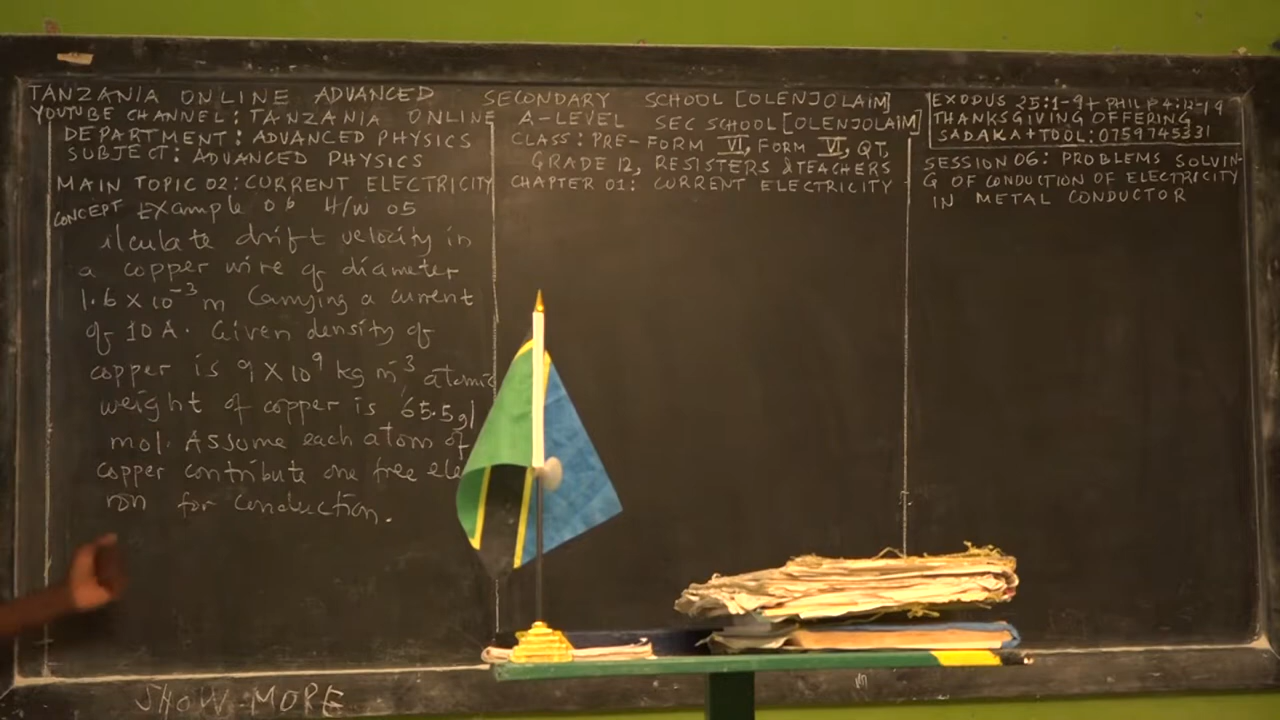 TANZANIA ONLINE ADVANCED SECONDARY SCHOOL [OLENJOLAIM]
YOUTUBE CHANNEL: TANZANIA ONLINE A-LEVEL SEC SCHOOL [OLENJOLAIM]
DEPARTMENT: ADVANCED PHYSICS
SUBJECT: ADVANCED PHYSICS
MAIN TOPIC 02: CURRENT ELECTRICITY
CONCEPT Example 06 H/W 05
alculate drift velocity in
a copper wire of diameter
1.6 × 10⁻³ m Carrying a current
of 10 A. Given density of
copper is 9 × 10⁹ kg m⁻³, atomic
weight of copper is 65.5 g/
mol. Assume each atom of
copper contribute one free ele
ron for conduction.
CLASS: PRE-FORM VI, FORM VI, QT,
GRADE 12, RESISTERS & TEACHERS
CHAPTER 01: CURRENT ELECTRICITY
EXODUS 25:1-9 + PHILP 4:12-19
THANKSGIVING OFFERING
SADAKA + TOOL: 0759745331
SESSION 06: PROBLEMS SOLVIN-
G OF CONDUCTION OF ELECTRICITY
IN METAL CONDUCTOR
SHOW MORE